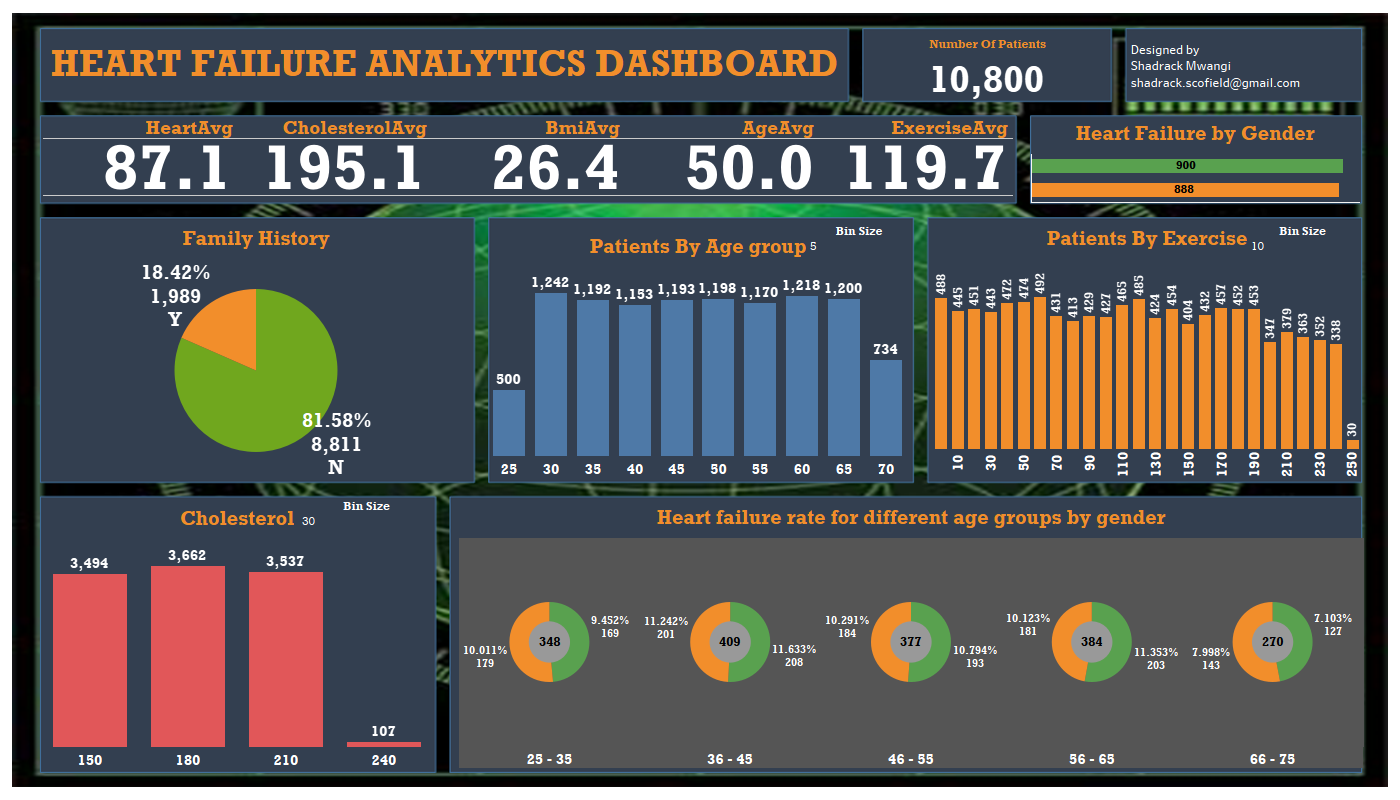 HEART FAILURE ANALYTICS DASHBOARD
Number Of Patients
10,800
Designed by
Shadrack Mwangi
shadrack.scofield@gmail.com
330
030
HeartAvg CholesterolAvg BmiAvg AgeAvg ExerciseAvg
87.1 195.1 26.4 50.0 119.7
Heart Failure by Gender
900
888
Family History
18.42%
1,989
Y
81.58%
8,811
N
Bin Size
Patients By Age group 5
500 1,242 1,192 1,153 1,193 1,198 1,170 1,218 1,200 734
25 30 35 40 45 50 55 60 65 70
Bin Size
Patients By Exercise 10
488 445 451 443 472 474 492 431 413 429 427 465 485 424 454 404 432 457 452 453 347 379 363 352 338 30
10 30 50 70 90 110 130 150 170 190 210 230 250
Bin Size
Cholesterol 30
3,494 3,662 3,537 107
150 180 210 240
Heart failure rate for different age groups by gender
9.452%
169
348
10.011%
179
11.242%
201
409
11.633%
208
10.291%
184
377
10.794%
193
10.123%
181
384
11.353%
203
7.103%
127
270
7.998%
143
25 - 35 36 - 45 46 - 55 56 - 65 66 - 75